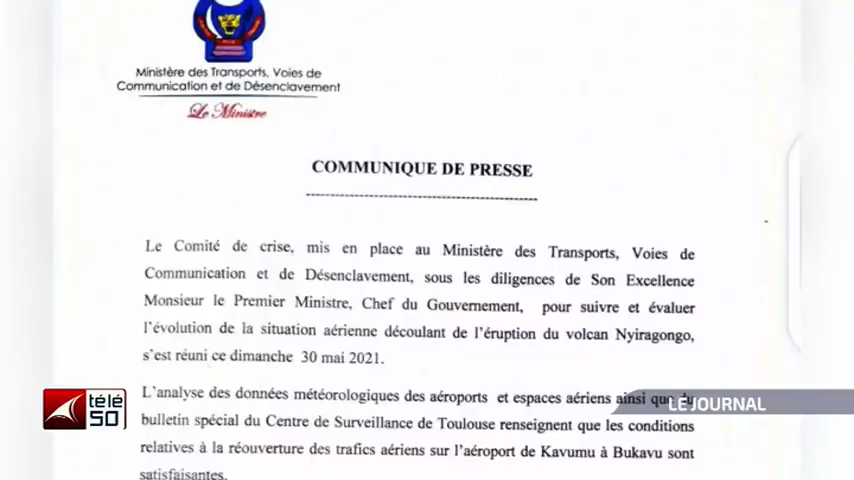 Ministère des Transports, Voies de
Communication et de Désenclavement
Le Ministre
COMMUNIQUE DE PRESSE
Le Comité de crise, mis en place au Ministère des Transports, Voies de
Communication et de Désenclavement, sous les diligences de Son Excellence
Monsieur le Premier Ministre, Chef du Gouvernement, pour suivre et évaluer
l'évolution de la situation aérienne découlant de l'éruption du volcan Nyiragongo,
s'est réuni ce dimanche 30 mai 2021.
L'analyse des données météorologiques des aéroports et espaces aériens ainsi que du
bulletin spécial du Centre de Surveillance de Toulouse renseignent que les conditions
relatives à la réouverture des trafics aériens sur l'aéroport de Kavumu à Bukavu sont
satisfaisantes.
télé
50
LE JOURNAL